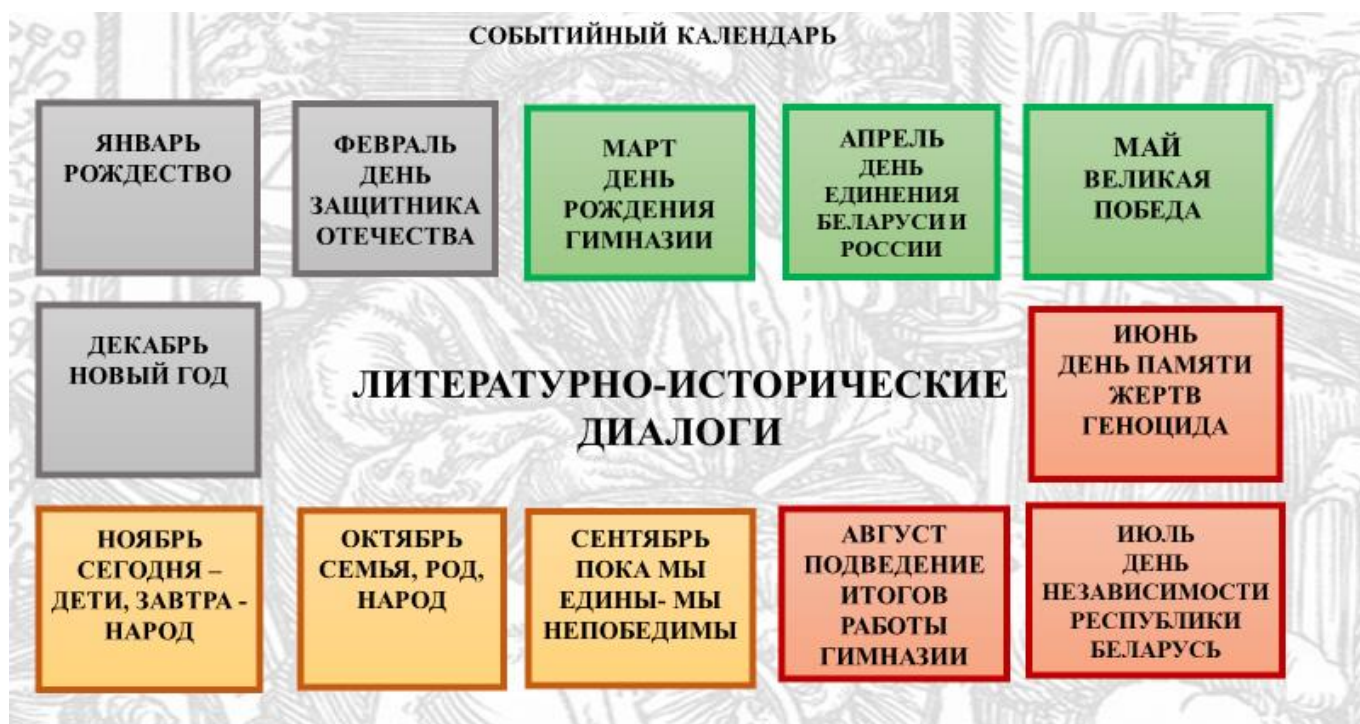 СОБЫТИЙНЫЙ КАЛЕНДАРЬ
ЯНВАРЬ
РОЖДЕСТВО
ФЕВРАЛЬ
ДЕНЬ
ЗАЩИТНИКА
ОТЕЧЕСТВА
МАРТ
ДЕНЬ
РОЖДЕНИЯ
ГИМНАЗИИ
АПРЕЛЬ
ДЕНЬ
ЕДИНЕНИЯ
БЕЛАРУСИ И
РОССИИ
МАЙ
ВЕЛИКАЯ
ПОБЕДА
ДЕКАБРЬ
НОВЫЙ ГОД
ЛИТЕРАТУРНО-ИСТОРИЧЕСКИЕ
ДИАЛОГИ
ИЮНЬ
ДЕНЬ ПАМЯТИ
ЖЕРТВ
ГЕНОЦИДА
НОЯБРЬ
СЕГОДНЯ –
ДЕТИ, ЗАВТРА -
НАРОД
ОКТЯБРЬ
СЕМЬЯ, РОД,
НАРОД
СЕНТЯБРЬ
ПОКА МЫ
ЕДИНЫ- МЫ
НЕПОБЕДИМЫ
АВГУСТ
ПОДВЕДЕНИЕ
ИТОГОВ
РАБОТЫ
ГИМНАЗИИ
ИЮЛЬ
ДЕНЬ
НЕЗАВИСИМОСТИ
РЕСПУБЛИКИ
БЕЛАРУСЬ